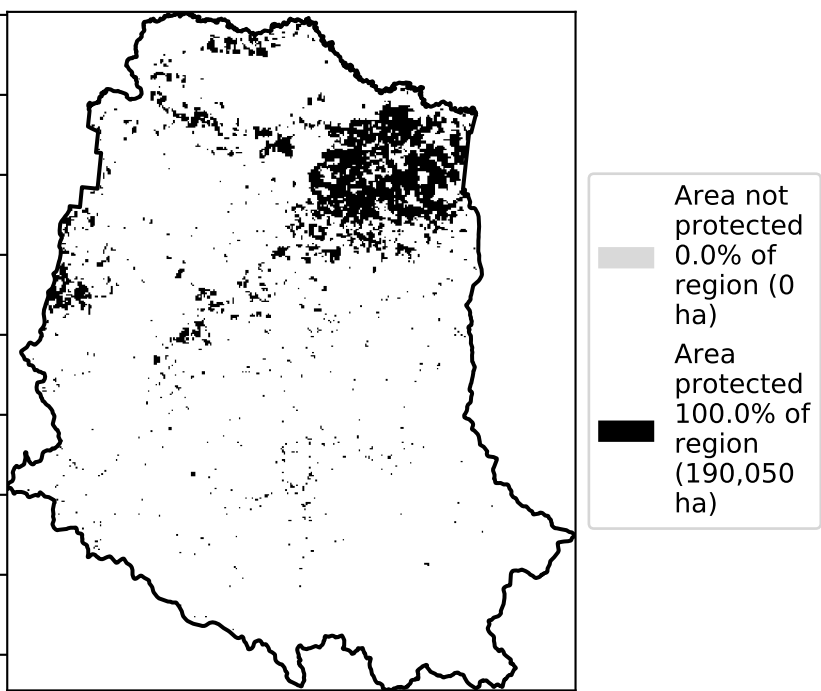 Area not
protected
0.0% of
region (0
ha)
Area
protected
100.0% of
region
(190,050
ha)